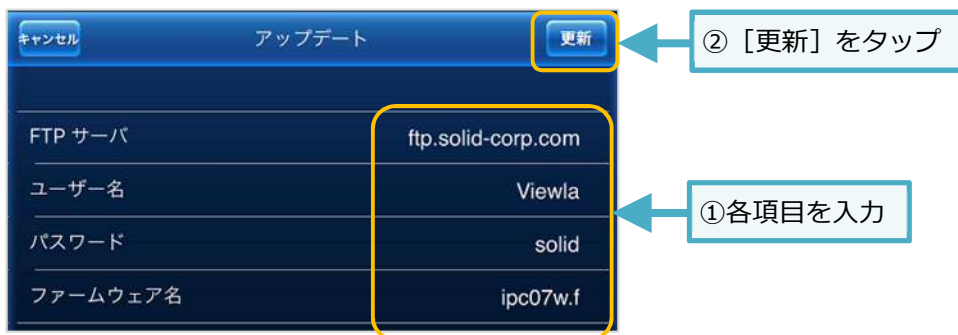 キャンセル アップデート 更新
②［更新］をタップ
FTP サーバ ftp.solid-corp.com
ユーザー名 Viewla
①各項目を入力
パスワード solid
ファームウェア名 ipc07w.f